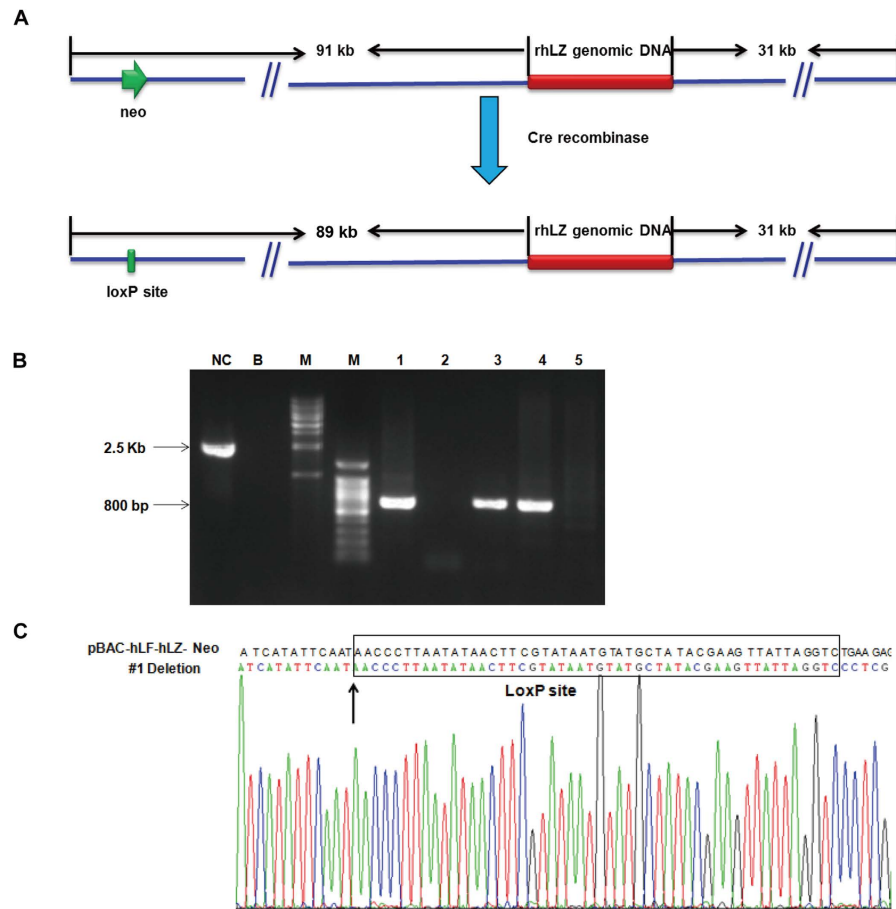 A
91 kb
rhLZ genomic DNA
31 kb
neo
Cre recombinase
89 kb
rhLZ genomic DNA
31 kb
loxP site
B
NC B M M 1 2 3 4 5
2.5 Kb
800 bp
C
pBAC-hLF-hLZ- Neo
A TCATATTCAATAACCCTTAATATAACTTCGTATAATGTATGCTATACGAAGTTATTAGGTCTGAAGAG
#1 Deletion
ATCATATTCAATAACCCTTAATATAACTTCGTATAATGTATGCTATACGAAGTTATTAGGTCCCTCG
LoxP site